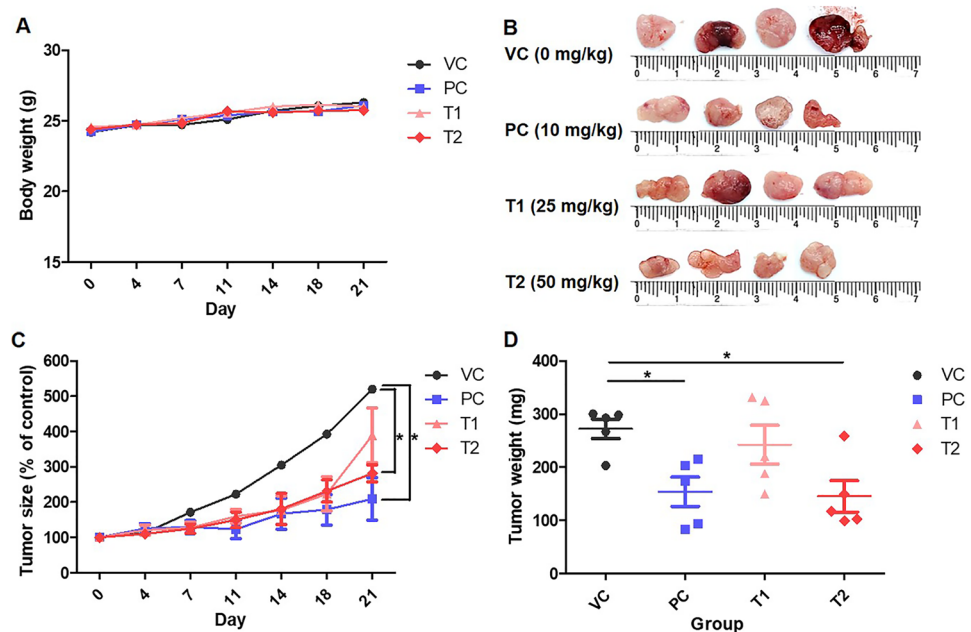 A
Body weight (g)
30
25
20
15
0 4 7 11 14 18 21
Day
VC
PC
T1
T2
B
VC (0 mg/kg)
0 1 2 3 4 5 6 7
PC (10 mg/kg)
0 1 2 3 4 5 6 7
T1 (25 mg/kg)
0 1 2 3 4 5 6 7
T2 (50 mg/kg)
0 1 2 3 4 5 6 7
C
Tumor size (% of control)
600
500
400
300
200
100
0
0 4 7 11 14 18 21
Day
* *
VC
PC
T1
T2
D
Tumor weight (mg)
400
300
200
100
0
*
*
VC PC T1 T2
Group
VC
PC
T1
T2